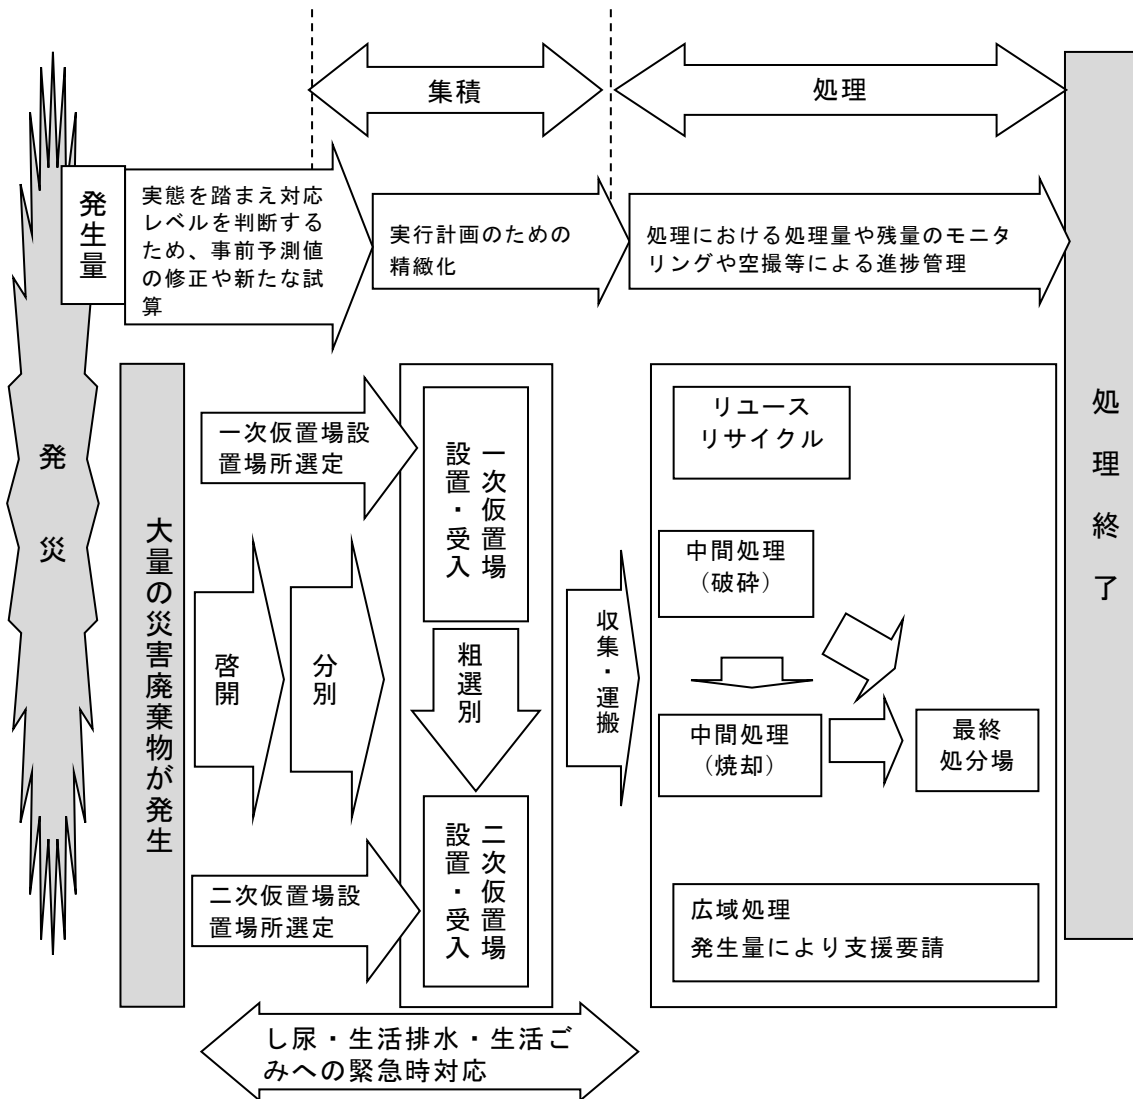 集積
処理
発災
発生量
実態を踏まえ対応
レベルを判断する
ため、事前予測値
の修正や新たな試
算
実行計画のための
精緻化
処理における処理量や残量のモニタ
リングや空撮等による進捗管理
処理終了
大量の災害廃棄物が発生
一次仮置場設
置場所選定
一次仮置場
設置・受入
啓開
分別
粗選別
二次仮置場設
置場所選定
二次仮置場
設置・受入
収集・運搬
リユース
リサイクル
中間処理
（破砕）
中間処理
（焼却）
最終
処分場
広域処理
発生量により支援要請
し尿・生活排水・生活ご
みへの緊急時対応